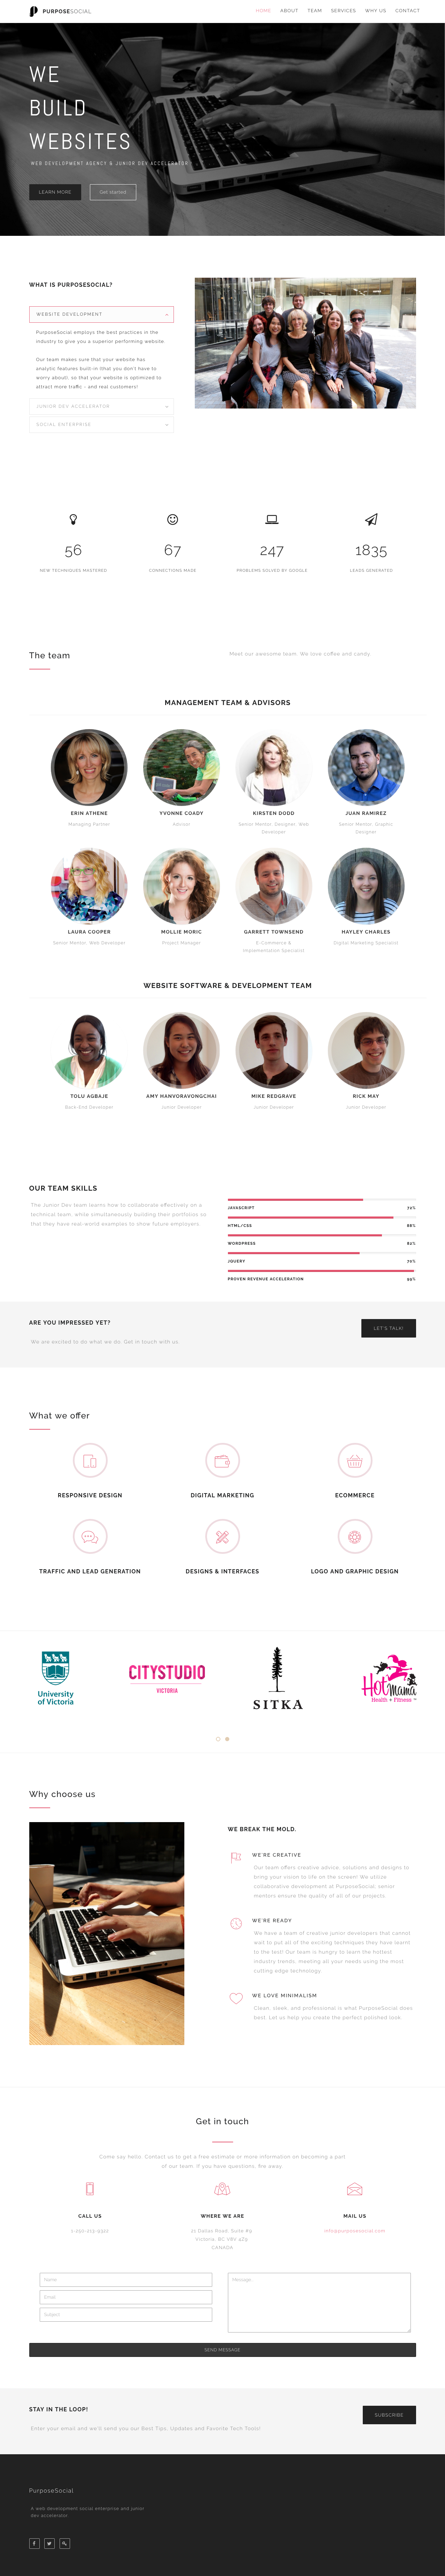 PURPOSESOCIAL
HOME ABOUT TEAM SERVICES WHY US CONTACT
WE
BUILD
WEBSITES
WEB DEVELOPMENT AGENCY & JUNIOR DEV ACCELERATOR
LEARN MORE Get started
WHAT IS PURPOSESOCIAL?
WEBSITE DEVELOPMENT
PurposeSocial employs the best practices in the
industry to give you a superior performing website.
Our team makes sure that your website has
analytic features built-in (that you don't have to
worry about), so that your website is optimized to
attract more traffic - and real customers!
JUNIOR DEV ACCELERATOR
SOCIAL ENTERPRISE
56 67 247 1835
NEW TECHNIQUES MASTERED CONNECTIONS MADE PROBLEMS SOLVED BY GOOGLE LEADS GENERATED
The team
Meet our awesome team. We love coffee and candy.
MANAGEMENT TEAM & ADVISORS
ERIN ATHENE YVONNE COADY KIRSTEN DODD JUAN RAMIREZ
Managing Partner Advisor Senior Mentor, Designer, Web Senior Mentor, Graphic
Developer Designer
LAURA COOPER MOLLIE MORIC GARRETT TOWNSEND HAYLEY CHARLES
Senior Mentor, Web Developer Project Manager E-Commerce & Digital Marketing Specialist
Implementation Specialist
WEBSITE SOFTWARE & DEVELOPMENT TEAM
TOLU AGBAJE AMY HANVORAVONGCHAI MIKE REDGRAVE RICK MAY
Back-End Developer Junior Developer Junior Developer Junior Developer
OUR TEAM SKILLS
The Junior Dev team learns how to collaborate effectively on a
technical team, while simultaneously building their portfolios so
that they have real-world examples to show future employers.
JAVASCRIPT 72%
HTML/CSS 88%
WORDPRESS 82%
JQUERY 70%
PROVEN REVENUE ACCELERATION 99%
ARE YOU IMPRESSED YET?
We are excited to do what we do. Get in touch with us.
LET'S TALK!
What we offer
RESPONSIVE DESIGN DIGITAL MARKETING ECOMMERCE
TRAFFIC AND LEAD GENERATION DESIGNS & INTERFACES LOGO AND GRAPHIC DESIGN
University
of Victoria
CITYSTUDIO
VICTORIA
SITKA
Hot mama
Health + Fitness
Why choose us
WE BREAK THE MOLD.
WE'RE CREATIVE
Our team offers creative advice, solutions and designs to
bring your vision to life on the screen! We utilize
collaborative development at PurposeSocial; senior
mentors ensure the quality of all of our projects.
WE'RE READY
We have a team of creative junior developers that cannot
wait to put all of the exciting techniques they have learnt
to the test! Our team is hungry to learn the hottest
industry trends, meeting all your needs using the most
cutting edge technology.
WE LOVE MINIMALISM
Clean, sleek, and professional is what PurposeSocial does
best. Let us help you create the perfect polished look.
Get in touch
Come say hello. Contact us to get a free estimate or more information on becoming a part
of our team. If you have questions, fire away.
CALL US WHERE WE ARE MAIL US
21 Dallas Road, Suite #9
Victoria, BC V8V 4Z9
CANADA
info@purposesocial.com
Name
Email
Subject
Message
SEND MESSAGE
STAY IN THE LOOP!
Enter your email and we'll send you our Best Tips, Updates and Favorite Tech Tools!
SUBSCRIBE
PurposeSocial
A web development social enterprise and junior
dev accelerator.